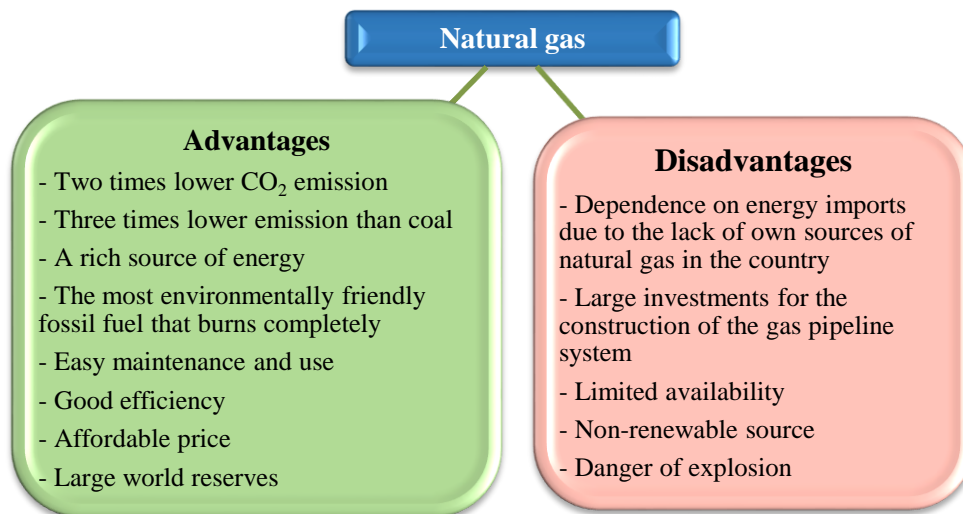 Natural gas
Advantages
- Two times lower CO₂ emission
- Three times lower emission than coal
- A rich source of energy
- The most environmentally friendly
fossil fuel that burns completely
- Easy maintenance and use
- Good efficiency
- Affordable price
- Large world reserves
Disadvantages
- Dependence on energy imports
due to the lack of own sources of
natural gas in the country
- Large investments for the
construction of the gas pipeline
system
- Limited availability
- Non-renewable source
- Danger of explosion